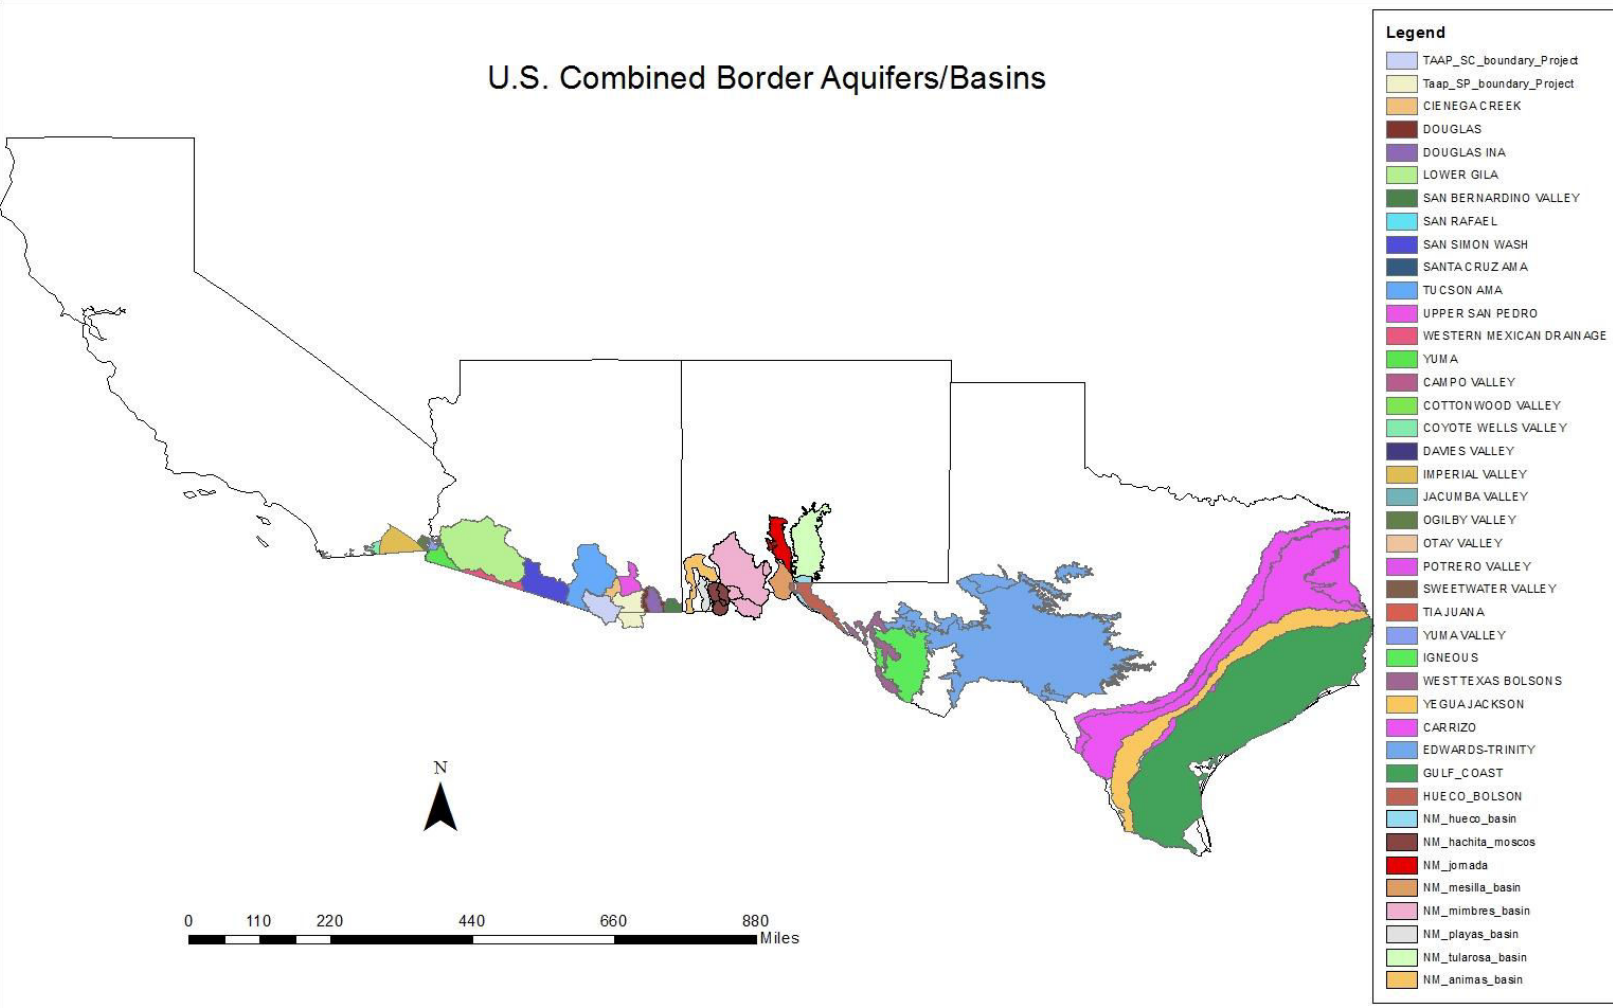 U.S. Combined Border Aquifers/Basins
Legend
TAAP_SC_boundary_Project
Taap_SP_boundary_Project
CIENEGA CREEK
DOUGLAS
DOUGLAS INA
LOWER GILA
SAN BERNARDINO VALLEY
SAN RAFAEL
SAN SIMON WASH
SANTA CRUZ AMA
TUCSON AMA
UPPER SAN PEDRO
WESTERN MEXICAN DRAINAGE
YUMA
CAMPO VALLEY
COTTONWOOD VALLEY
COYOTE WELLS VALLEY
DAVIES VALLEY
IMPERIAL VALLEY
JACUMBA VALLEY
OGILBY VALLEY
OTAY VALLEY
POTRERO VALLEY
SWEETWATER VALLEY
TIAJUANA
YUMA VALLEY
IGNEOUS
WEST TEXAS BOLSONS
YEGUA JACKSON
CARRIZO
EDWARDS-TRINITY
GULF_COAST
HUECO_BOLSON
NM_hueco_basin
NM_hachita_moscos
NM_jornada
NM_mesilla_basin
NM_mimbres_basin
NM_playas_basin
NM_tularosa_basin
NM_animas_basin
N
0 110 220 440 660 880
Miles